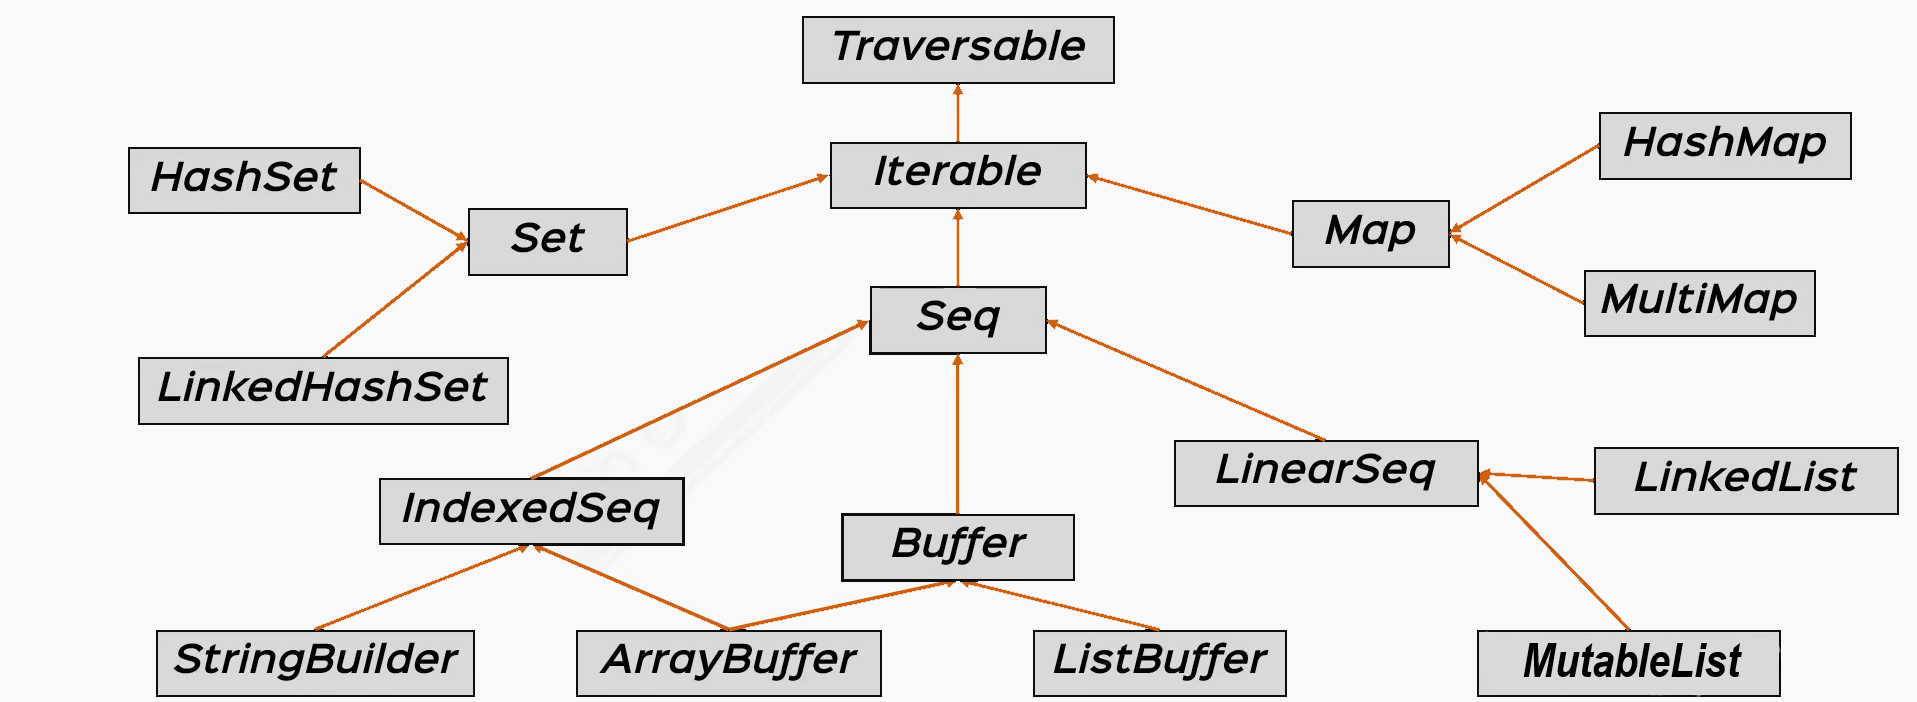 Traversable
HashMap
HashSet
Iterable
Set
Map
MultiMap
Seq
LinkedHashSet
LinearSeq
LinkedList
IndexedSeq
Buffer
StringBuilder
ArrayBuffer
ListBuffer
MutableList